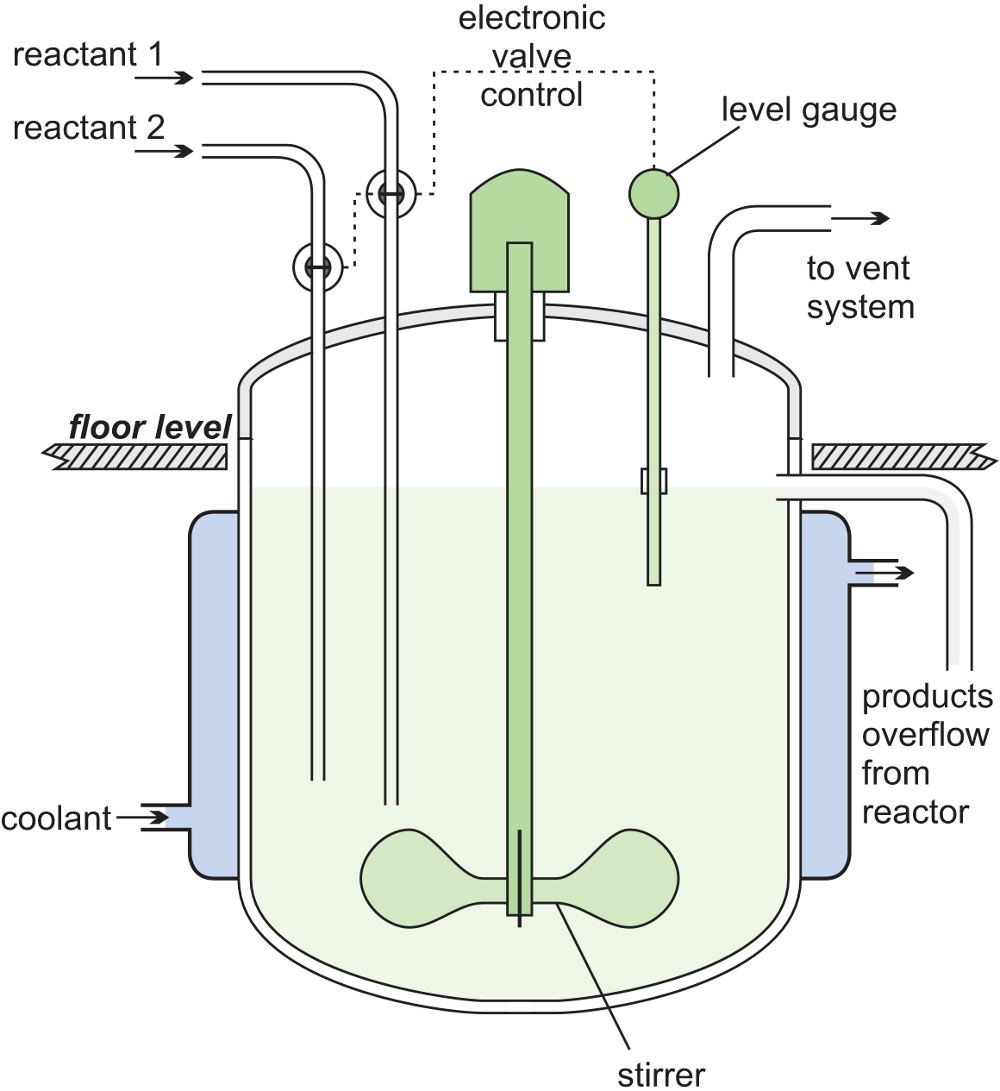 electronic
valve
control
reactant 1
reactant 2
level gauge
to vent
system
floor level
products
overflow
from
reactor
coolant
stirrer